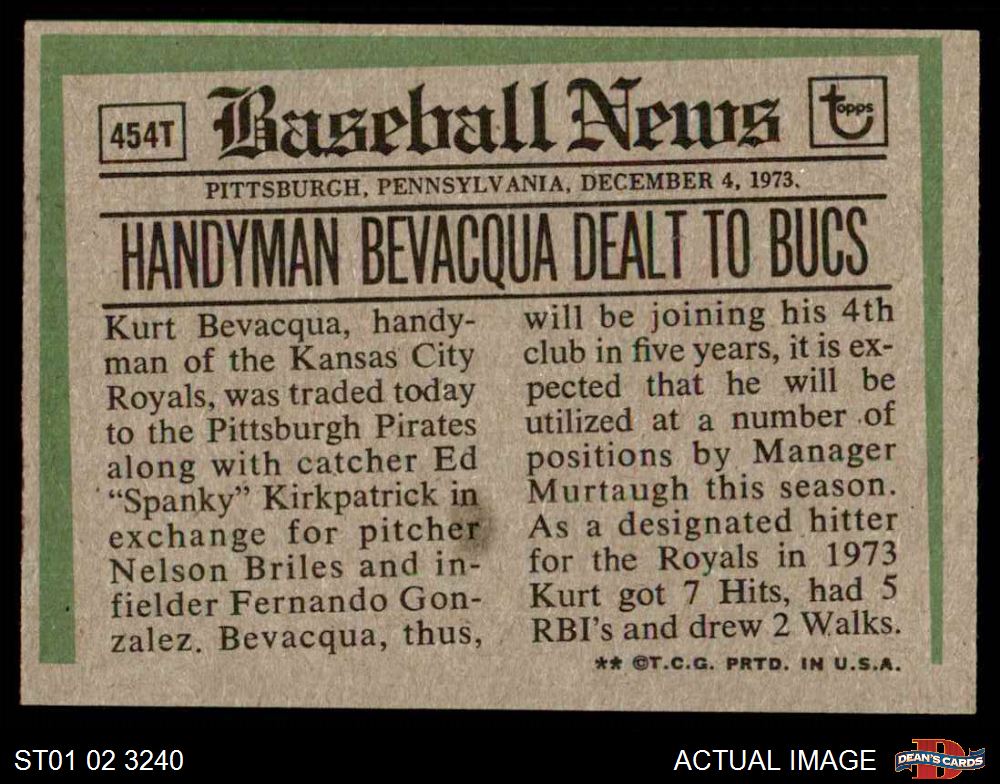 454T
Baseball News
topps
PITTSBURGH, PENNSYLVANIA, DECEMBER 4, 1973.
HANDYMAN BEVACQUA DEALT TO BUCS
Kurt Bevacqua, handy-
man of the Kansas City
Royals, was traded today
to the Pittsburgh Pirates
along with catcher Ed
“Spanky” Kirkpatrick in
exchange for pitcher
Nelson Briles and in-
fielder Fernando Gon-
zalez. Bevacqua, thus,
will be joining his 4th
club in five years, it is ex-
pected that he will be
utilized at a number of
positions by Manager
Murtaugh this season.
As a designated hitter
for the Royals in 1973
Kurt got 7 Hits, had 5
RBI's and drew 2 Walks.
** ©T.C.G. PRTD. IN U.S.A.
ST01 02 3240
ACTUAL IMAGE
DEAN'S CARDS